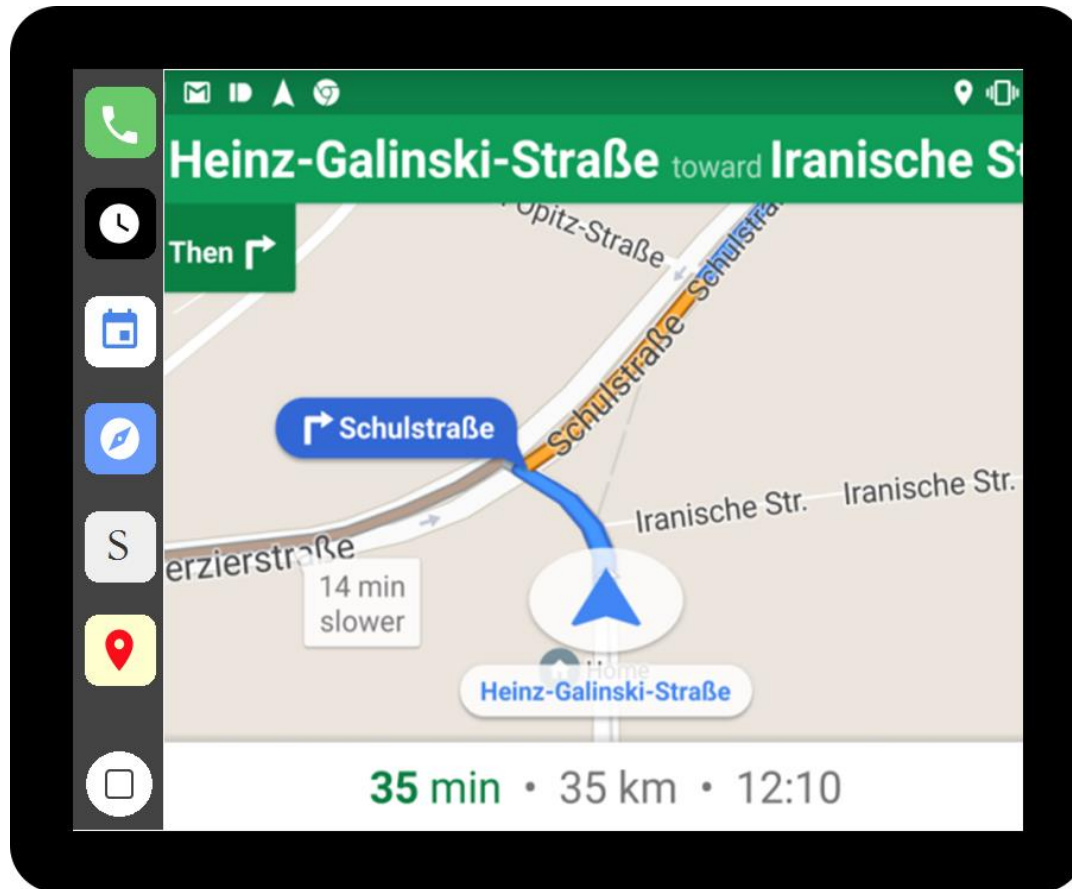 Heinz-Galinski-Straße toward Iranische St
Then
Opitz-Straße
Schulstra
Schulstraße
Schulstraße
Iranische Str.
Iranische Str.
erzierstraße
S
14 min
slower
Home
Heinz-Galinski-Straße
35 min • 35 km • 12:10